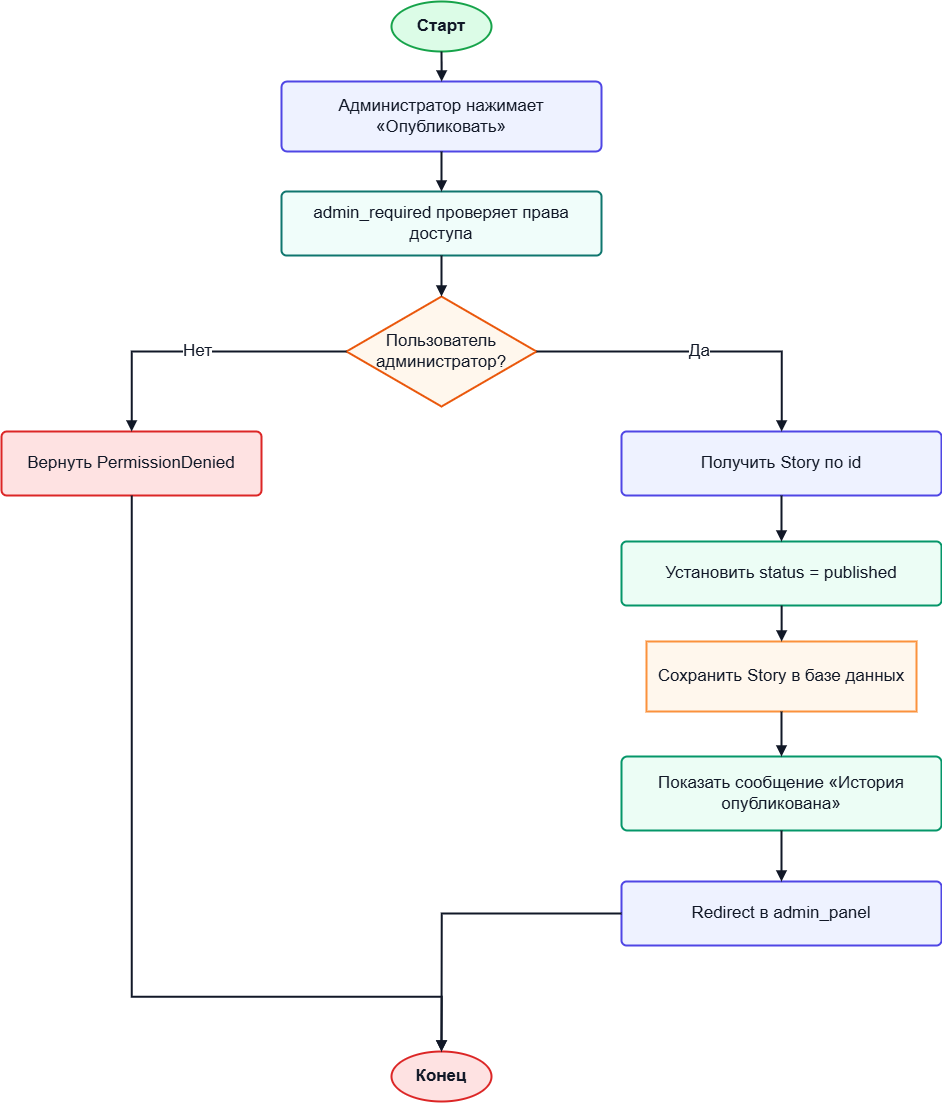 Старт
Администратор нажимает
«Опубликовать»
admin_required проверяет права
доступа
Пользователь
администратор?
Нет
Да
Вернуть PermissionDenied
Получить Story по id
Установить status = published
Сохранить Story в базе данных
Показать сообщение «История
опубликована»
Redirect в admin_panel
Конец